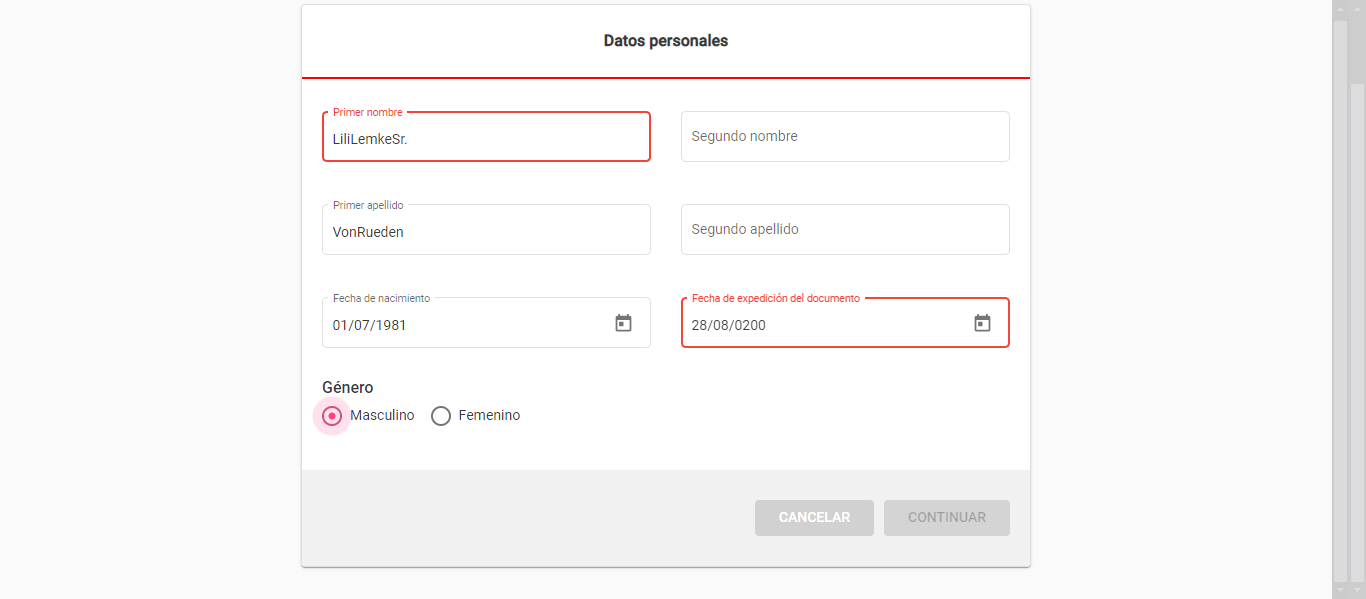 Datos personales
Primer nombre
LiliLemkeSr.
Segundo nombre
Primer apellido
VonRueden
Segundo apellido
Fecha de nacimiento
01/07/1981
Fecha de expedición del documento
28/08/0200
Género
Masculino
Femenino
CANCELAR
CONTINUAR